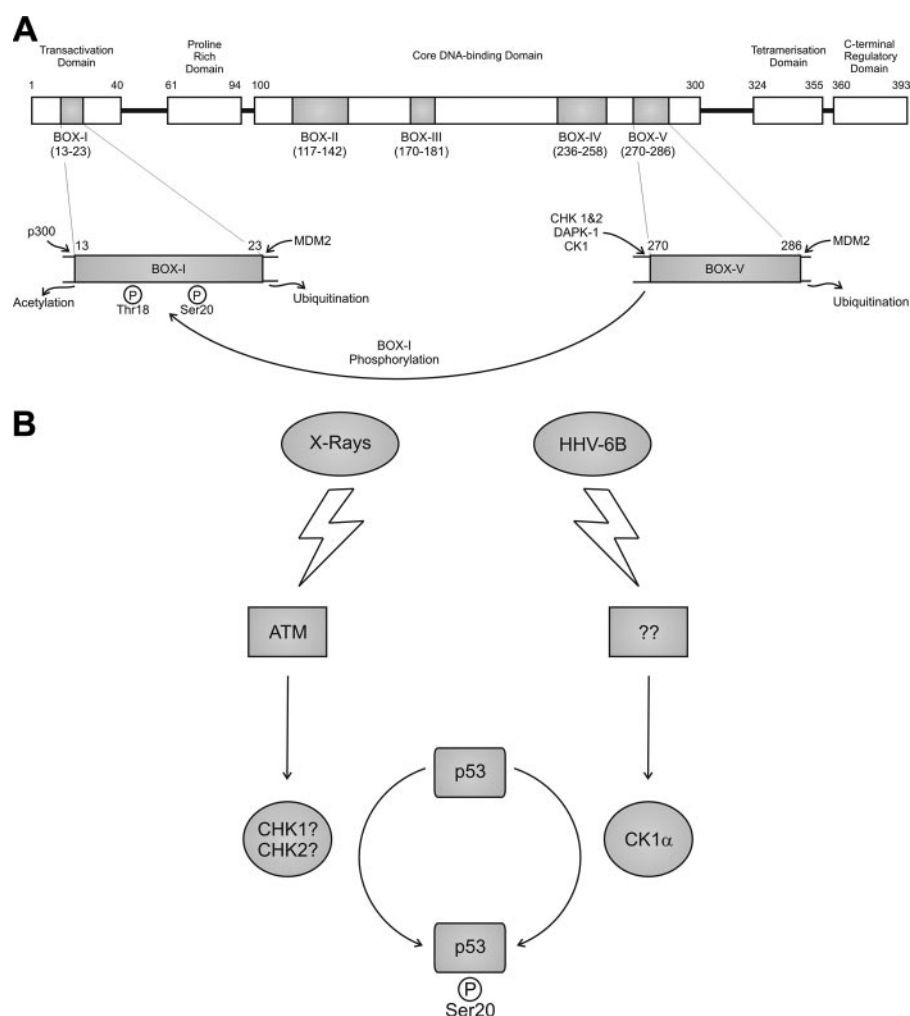 A
Transactivation
Domain
Proline
Rich
Domain
Core DNA-binding Domain
Tetramerisation
Domain
C-terminal
Regulatory
Domain
1 40 61 94 100 300 324 355 360 393
BOX-I
(13-23)
BOX-II
(117-142)
BOX-III
(170-181)
BOX-IV
(236-258)
BOX-V
(270-286)
p300
13
23
MDM2
BOX-I
Acetylation
P
Thr18
P
Ser20
Ubiquitination
CHK 1&2
DAPK-1
CK1
270
286
MDM2
BOX-V
Ubiquitination
BOX-I
Phosphorylation
B
X-Rays
HHV-6B
ATM
??
p53
CHK1?
CHK2?
CK1α
p53
P
Ser20